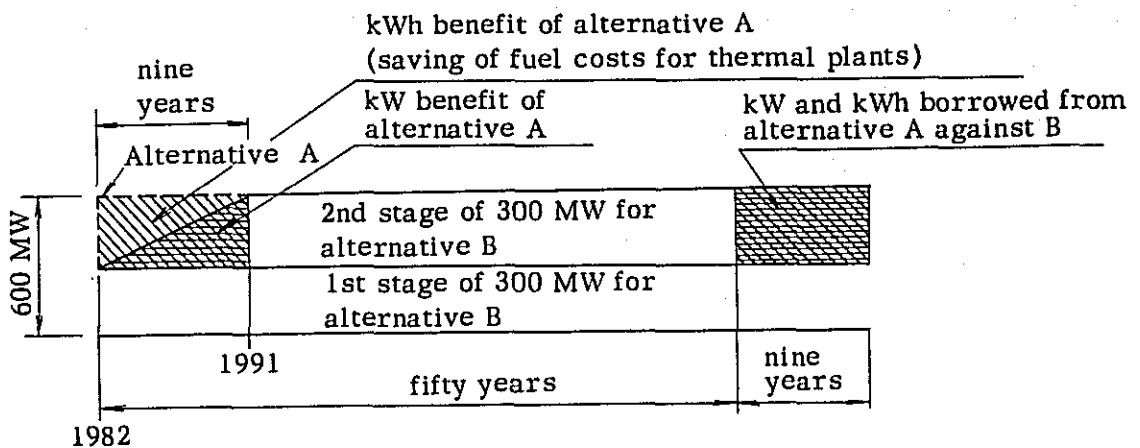 kWh benefit of alternative A
(saving of fuel costs for thermal plants)
nine
years
kW benefit of
alternative A
kW and kWh borrowed from
alternative A against B
Alternative A
600 MW
2nd stage of 300 MW for
alternative B
1st stage of 300 MW for
alternative B
1991
fifty years
nine
years
1982